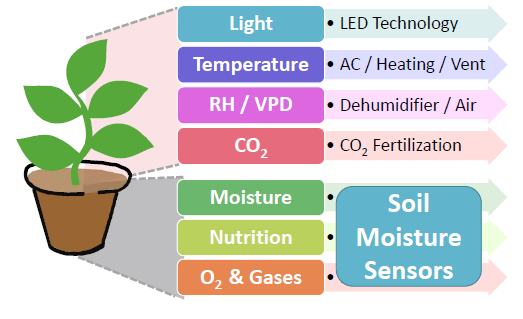 Light • LED Technology
Temperature • AC / Heating / Vent
RH / VPD • Dehumidifier / Air
CO₂ • CO₂ Fertilization
Moisture •
Nutrition •
O₂ & Gases •
Soil
Moisture
Sensors